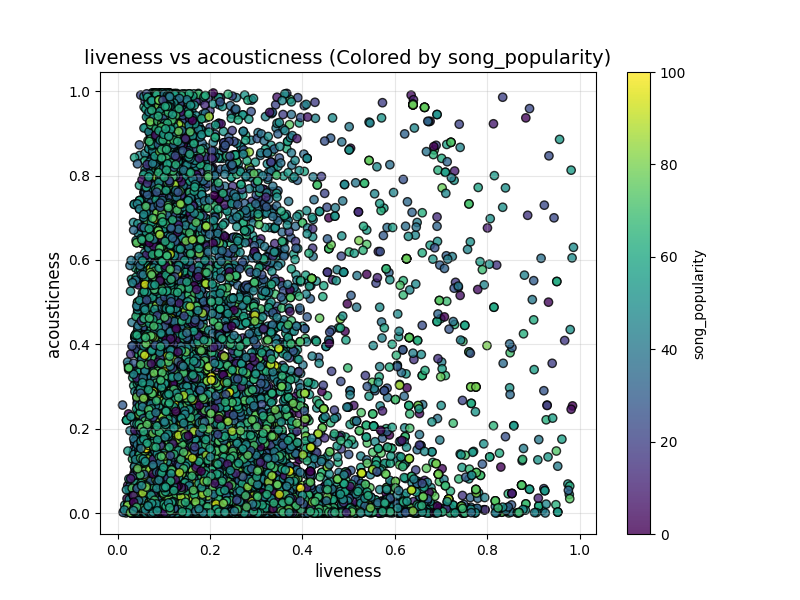 liveness vs acousticness (Colored by song_popularity)
acousticness
1.0
0.8
0.6
0.4
0.2
0.0
0.0 0.2 0.4 0.6 0.8 1.0
liveness
100
80
60
40
20
0
song_popularity